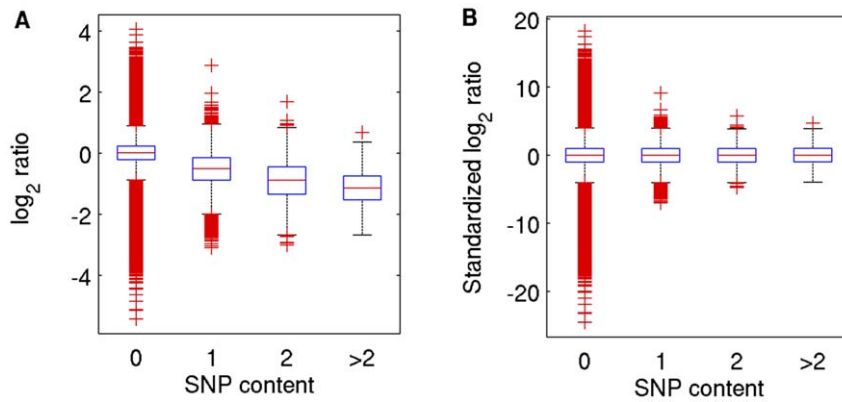 A
log2 ratio
4
2
0
-2
-4
0 1 2 >2
SNP content
B
Standardized log2 ratio
20
10
0
-10
-20
0 1 2 >2
SNP content